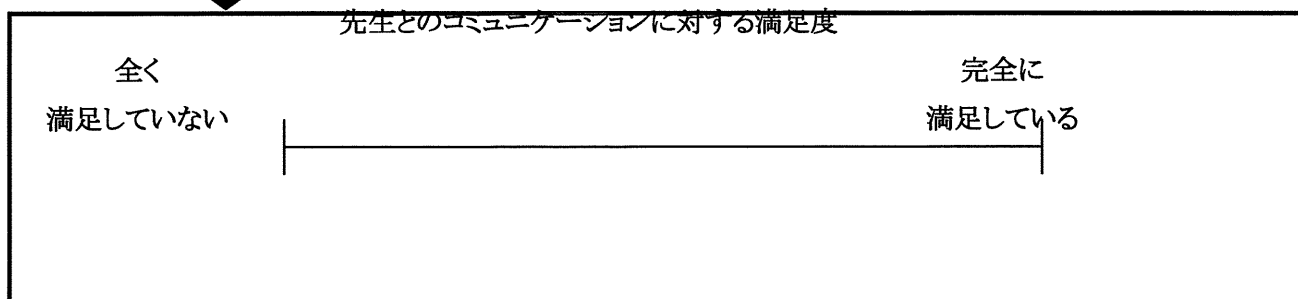 先生とのコミュニケーションに対する満足度
全く
満足していない
完全に
満足している